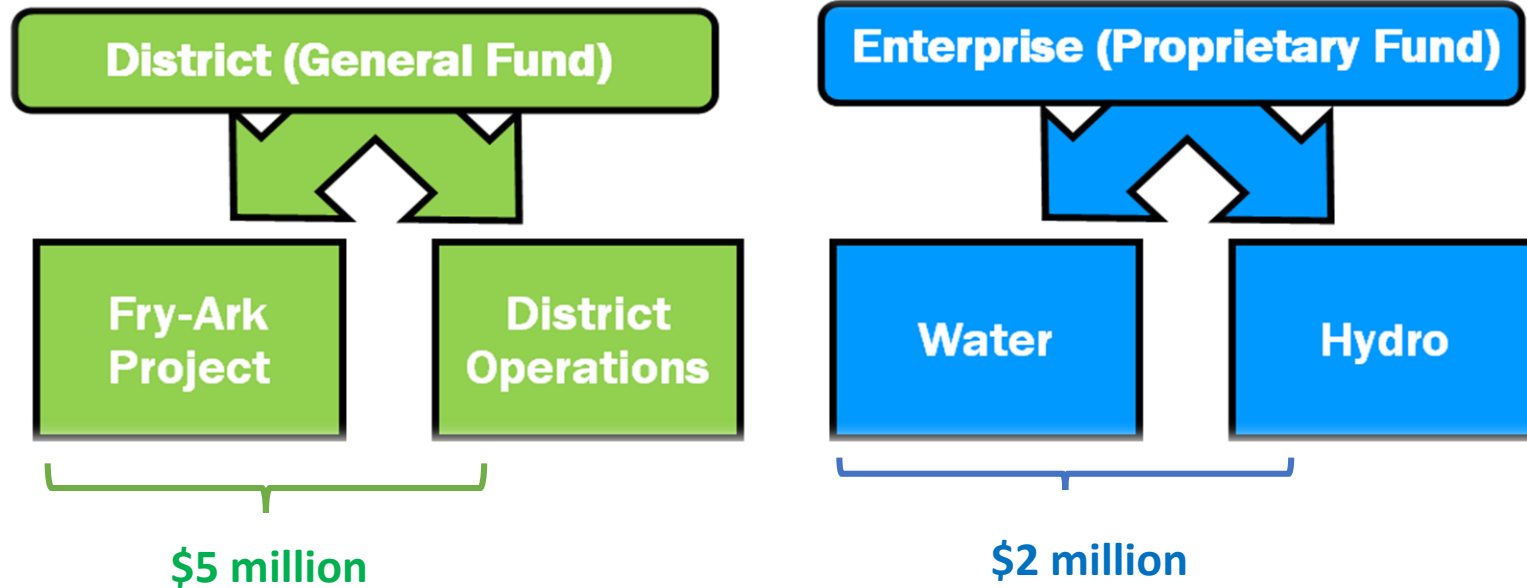 District (General Fund)
Enterprise (Proprietary Fund)
Fry-Ark
Project
District
Operations
Water
Hydro
$5 million
$2 million